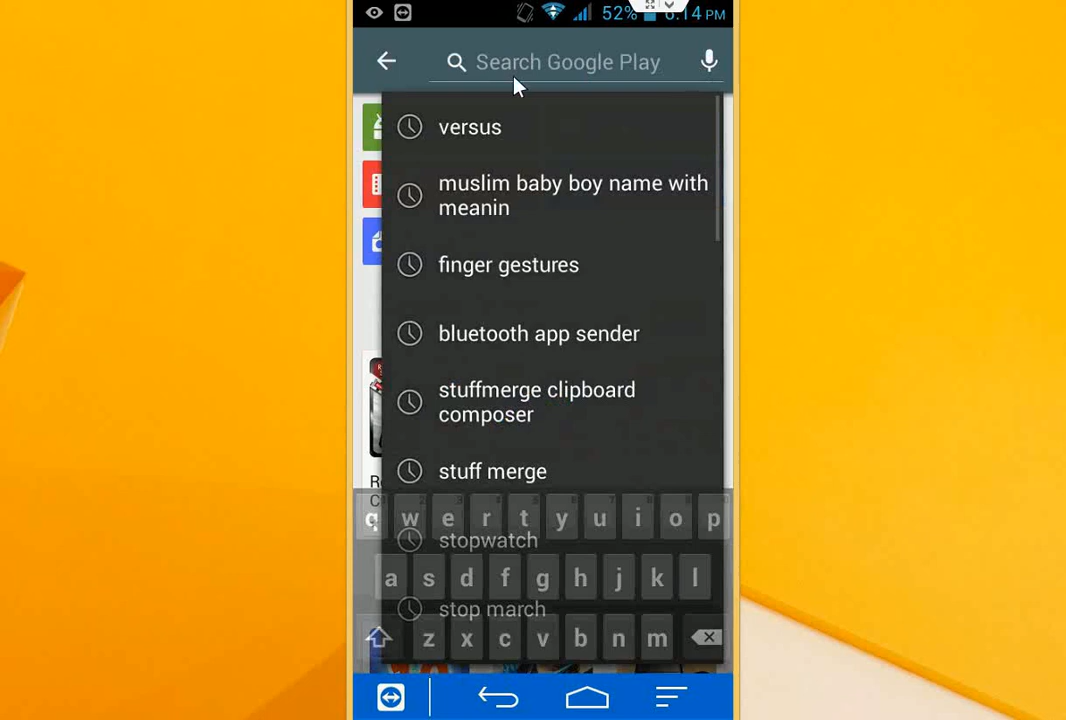 52% 6:14 PM
Search Google Play
versus
muslim baby boy name with
meanin
finger gestures
bluetooth app sender
stuffmerge clipboard
composer
stuff merge
q w e r t y u i o p
stopwatch
a s d f g h j k l
stop march
z x c v b n m